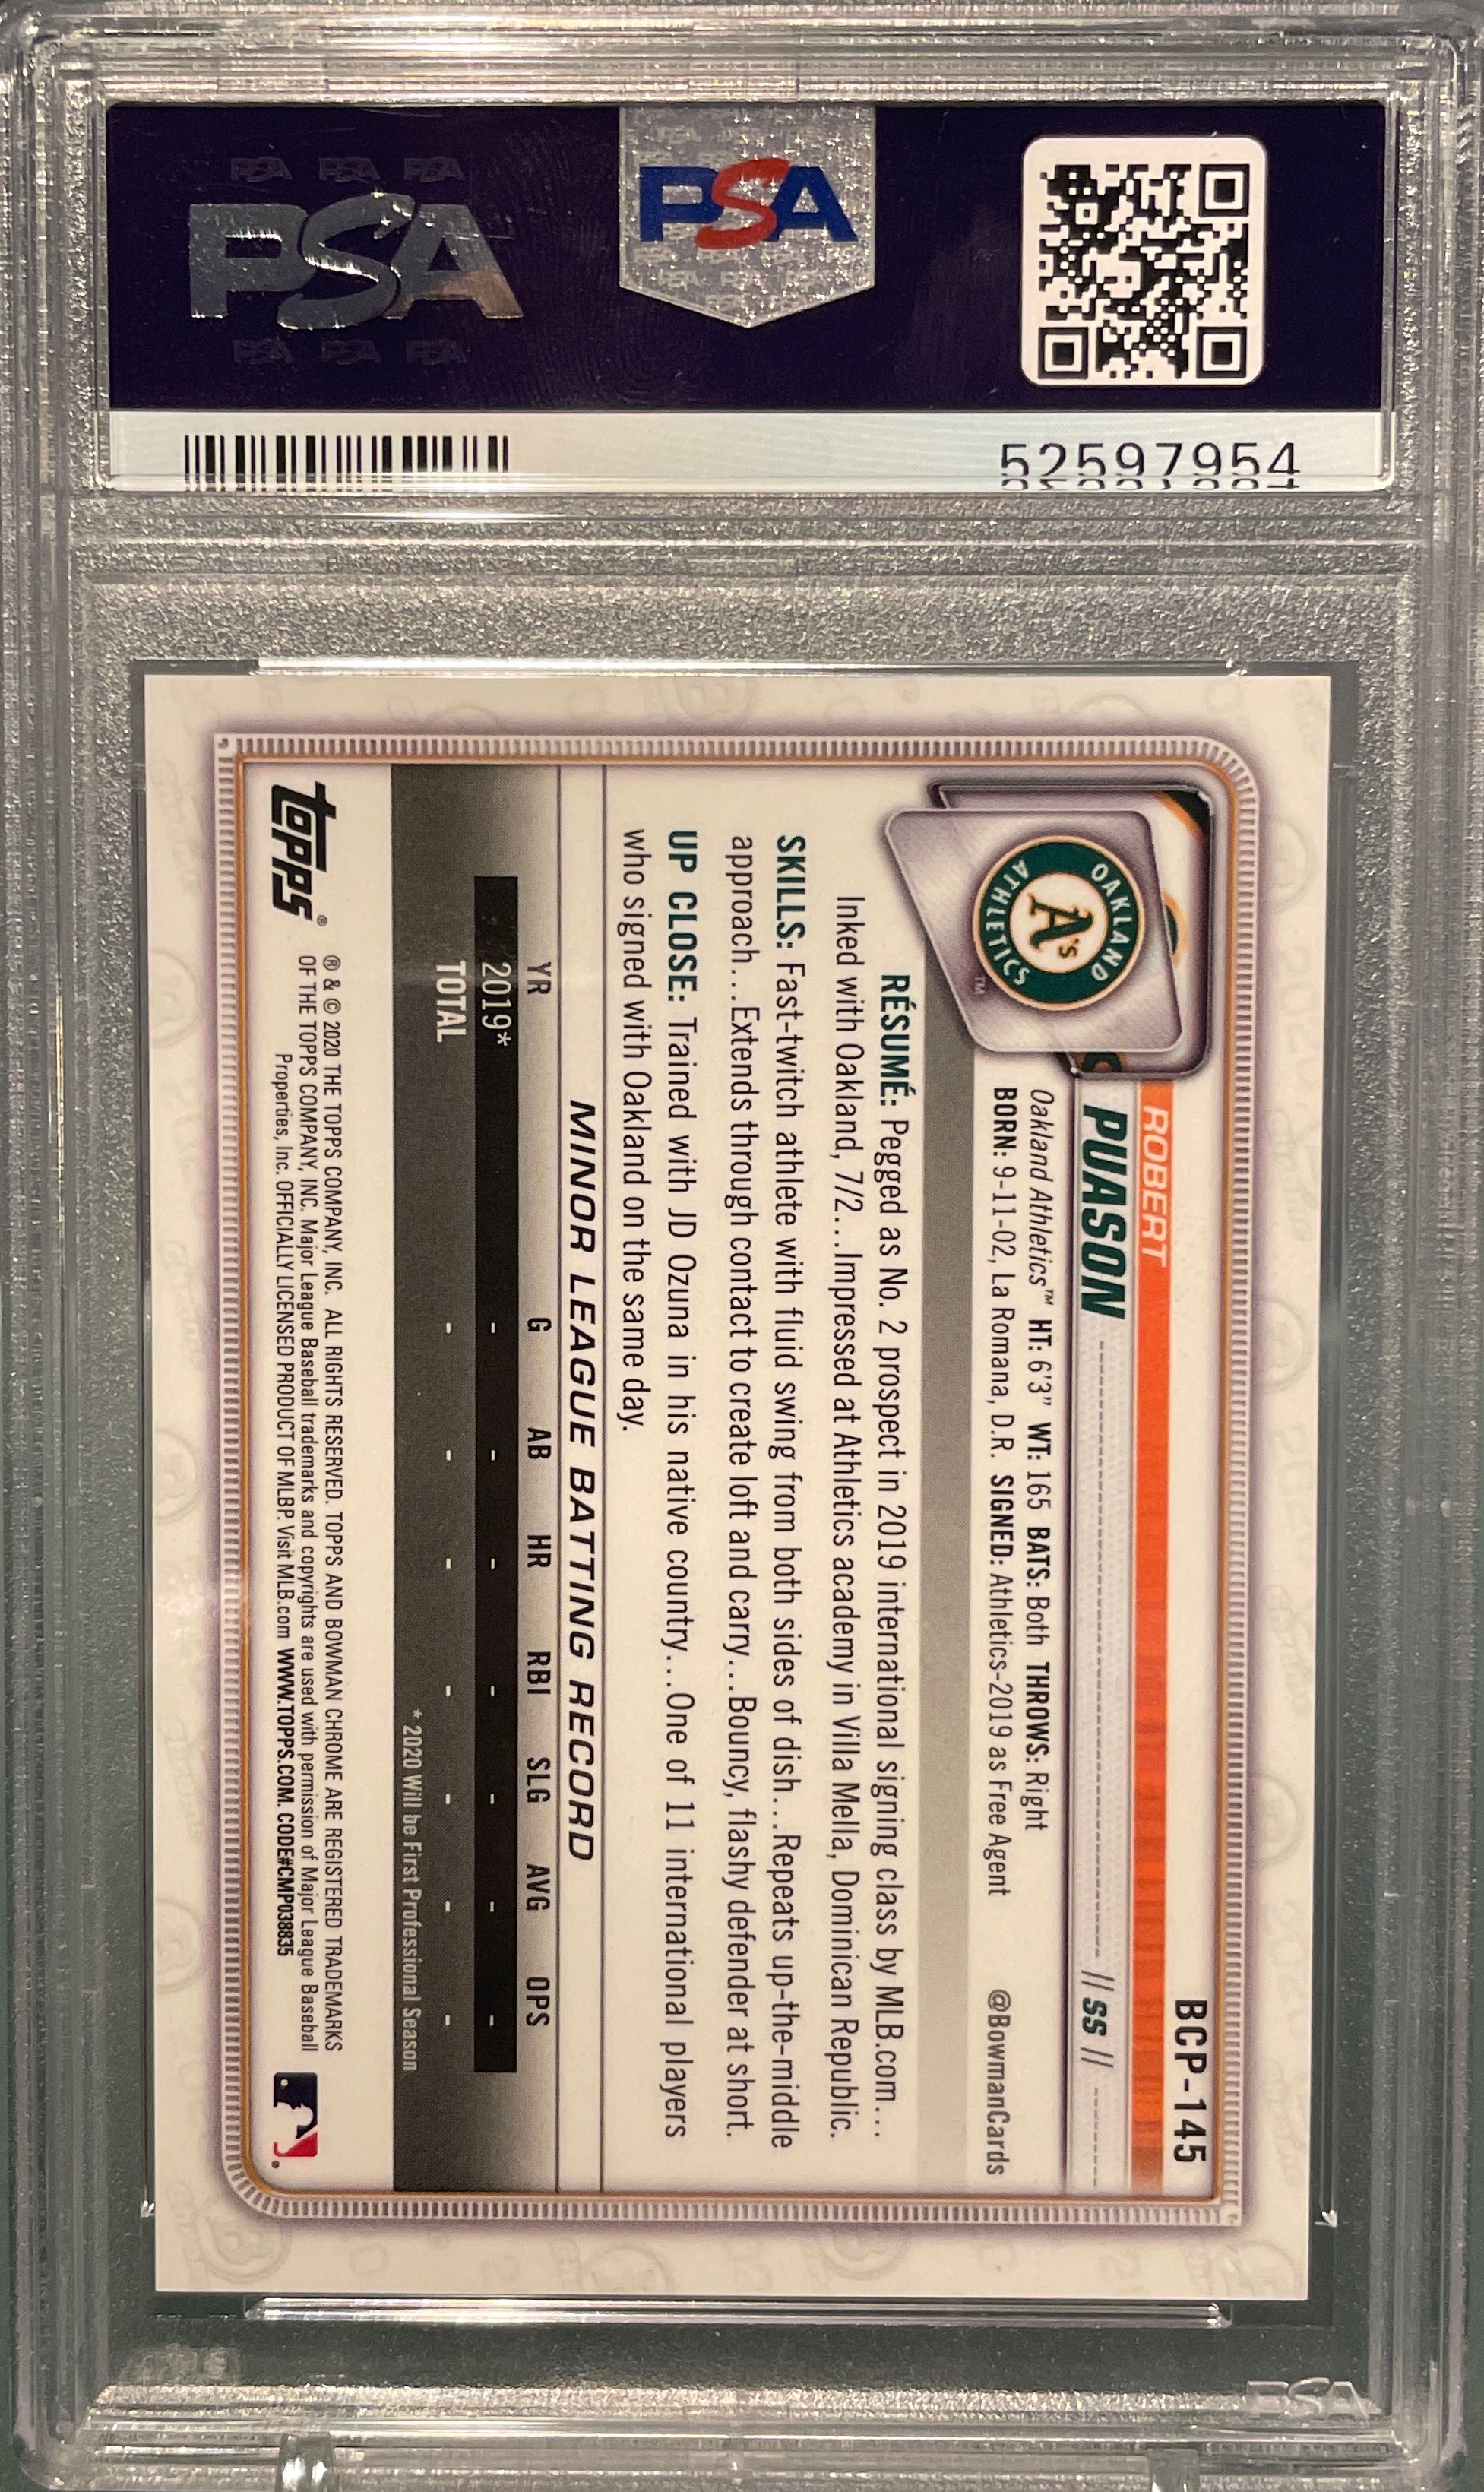 PSA PSA PSA
PSA
PSA PSA PSA
PSA
52597954
BCP-145
ROBERT
PUASON
// SS //
Oakland Athletics™ HT: 6'3" WT: 165 BATS: Both THROWS: Right
BORN: 9-11-02, La Romana, D.R. SIGNED: Athletics-2019 as Free Agent
@BowmanCards
OAKLAND
A's
ATHLETICS
™
RÉSUMÉ: Pegged as No. 2 prospect in 2019 international signing class by MLB.com...
Inked with Oakland, 7/2...Impressed at Athletics academy in Villa Mella, Dominican Republic.
SKILLS: Fast-twitch athlete with fluid swing from both sides of dish...Repeats up-the-middle
approach...Extends through contact to create loft and carry...Bouncy, flashy defender at short.
UP CLOSE: Trained with JD Ozuna in his native country...One of 11 international players
who signed with Oakland on the same day.
MINOR LEAGUE BATTING RECORD
YR G AB HR RBI SLG AVG OPS
2019* - - - - - - -
TOTAL - - - - - - -
* 2020 Will be First Professional Season
topps®
® & © 2020 THE TOPPS COMPANY, INC. ALL RIGHTS RESERVED. TOPPS AND BOWMAN CHROME ARE REGISTERED TRADEMARKS
OF THE TOPPS COMPANY, INC. Major League Baseball trademarks and copyrights are used with permission of Major League Baseball
Properties, Inc. OFFICIALLY LICENSED PRODUCT OF MLBP. Visit MLB.com WWW.TOPPS.COM. CODE#CMP038835
PSA